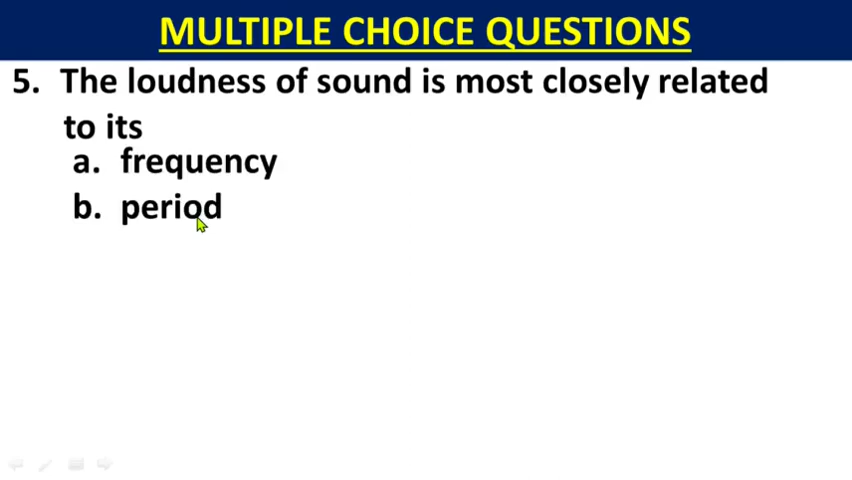 MULTIPLE CHOICE QUESTIONS
5. The loudness of sound is most closely related
to its
a. frequency
b. period